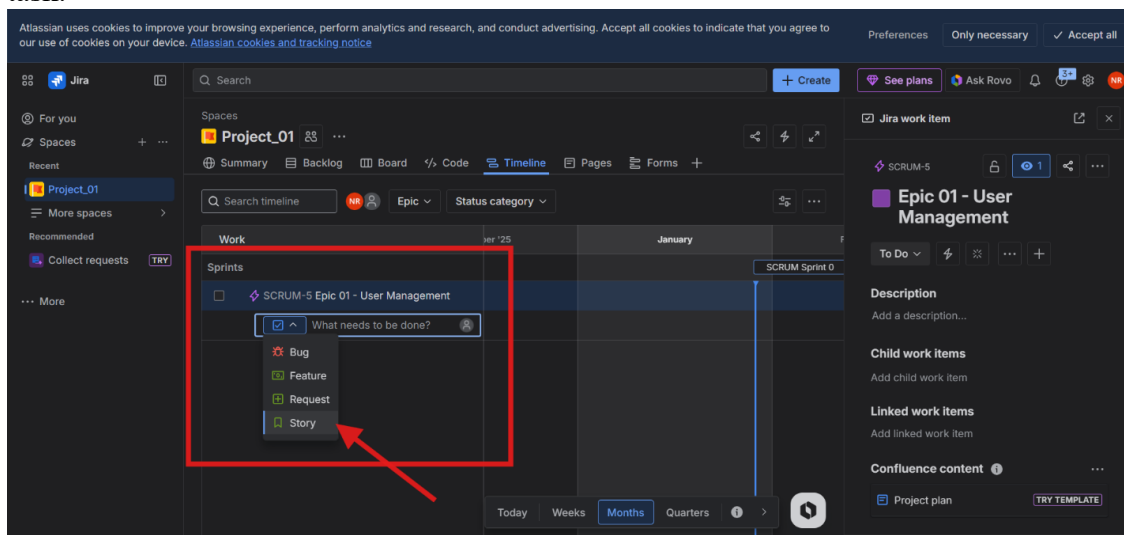 Atlassian uses cookies to improve your browsing experience, perform analytics and research, and conduct advertising. Accept all cookies to indicate that you agree to
our use of cookies on your device. Atlassian cookies and tracking notice
Preferences
Only necessary
Accept all
Jira
Search
Create
See plans
Ask Rovo
3+
NR
For you
Spaces
Recent
Project_01
More spaces
Recommended
Collect requests
TRY
More
Spaces
Project_01
Summary
Backlog
Board
Code
Timeline
Pages
Forms
Search timeline
NR
Epic
Status category
Work
er '25
January
F
Sprints
SCRUM Sprint 0
SCRUM-5 Epic 01 - User Management
What needs to be done?
Bug
Feature
Request
Story
Today
Weeks
Months
Quarters
Jira work item
SCRUM-5
1
Epic 01 - User
Management
To Do
Description
Add a description...
Child work items
Add child work item
Linked work items
Add linked work item
Confluence content
Project plan
TRY TEMPLATE